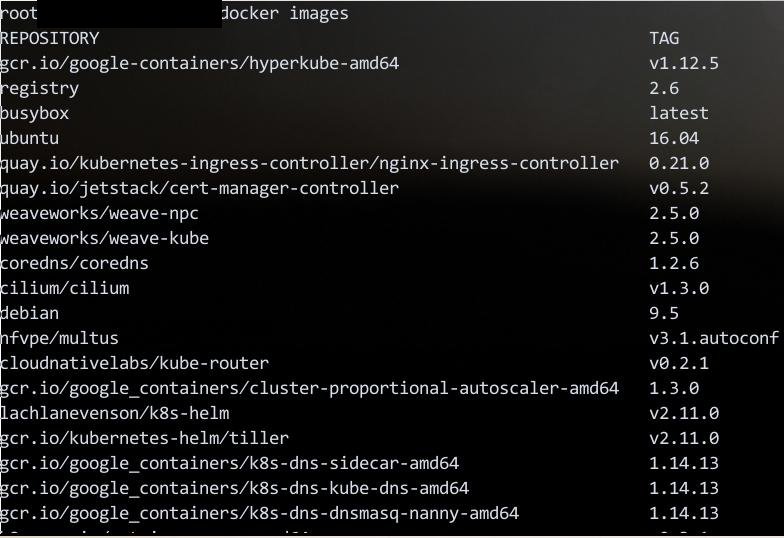 root docker images
REPOSITORY TAG
gcr.io/google-containers/hyperkube-amd64 v1.12.5
registry 2.6
busybox latest
ubuntu 16.04
quay.io/kubernetes-ingress-controller/nginx-ingress-controller 0.21.0
quay.io/jetstack/cert-manager-controller v0.5.2
weaveworks/weave-npc 2.5.0
weaveworks/weave-kube 2.5.0
coredns/coredns 1.2.6
cilium/cilium v1.3.0
debian 9.5
nfvpe/multus v3.1.autoconf
cloudnativelabs/kube-router v0.2.1
gcr.io/google_containers/cluster-proportional-autoscaler-amd64 1.3.0
lachlanevenson/k8s-helm v2.11.0
gcr.io/kubernetes-helm/tiller v2.11.0
gcr.io/google_containers/k8s-dns-sidecar-amd64 1.14.13
gcr.io/google_containers/k8s-dns-kube-dns-amd64 1.14.13
gcr.io/google_containers/k8s-dns-dnsmasq-nanny-amd64 1.14.13